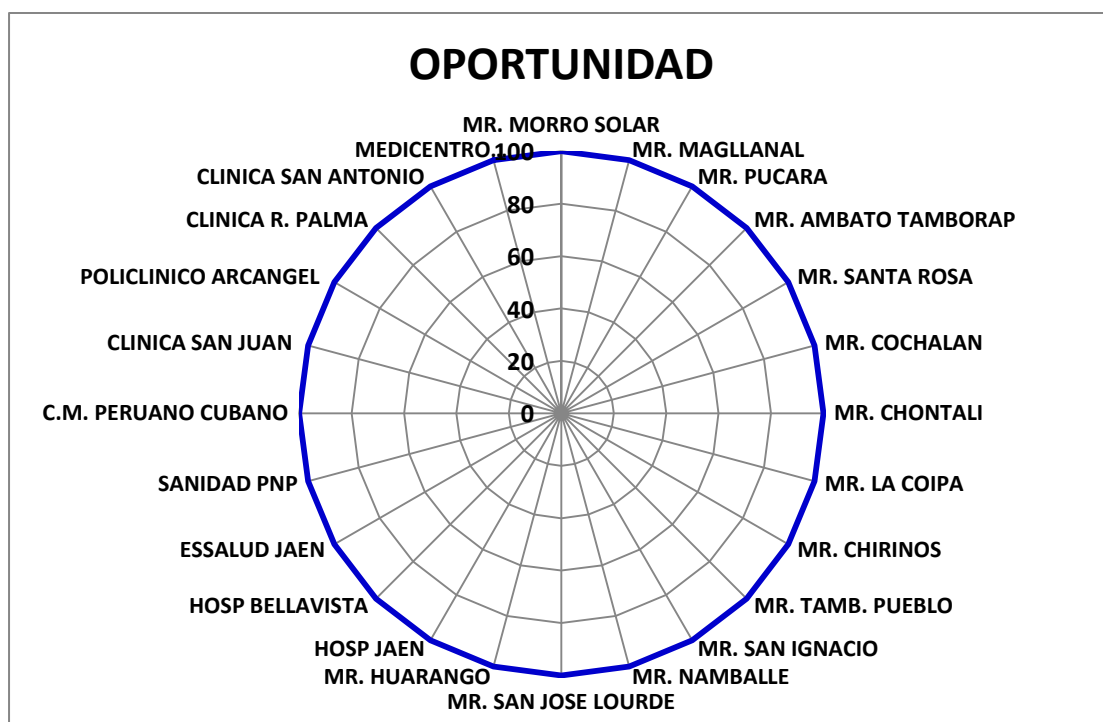 OPORTUNIDAD
MR. MORRO SOLAR
MR. MAGLLANAL
MR. PUCARA
MR. AMBATO TAMBORAP
MR. SANTA ROSA
MR. COCHALAN
MR. CHONTALI
MR. LA COIPA
MR. CHIRINOS
MR. TAMB. PUEBLO
MR. SAN IGNACIO
MR. NAMBALLE
MR. SAN JOSE LOURDE
MR. HUARANGO
HOSP JAEN
HOSP BELLAVISTA
ESSALUD JAEN
SANIDAD PNP
C.M. PERUANO CUBANO
CLINICA SAN JUAN
POLICLINICO ARCANGEL
CLINICA R. PALMA
CLINICA SAN ANTONIO
MEDICENTRO
100
80
60
40
20
0